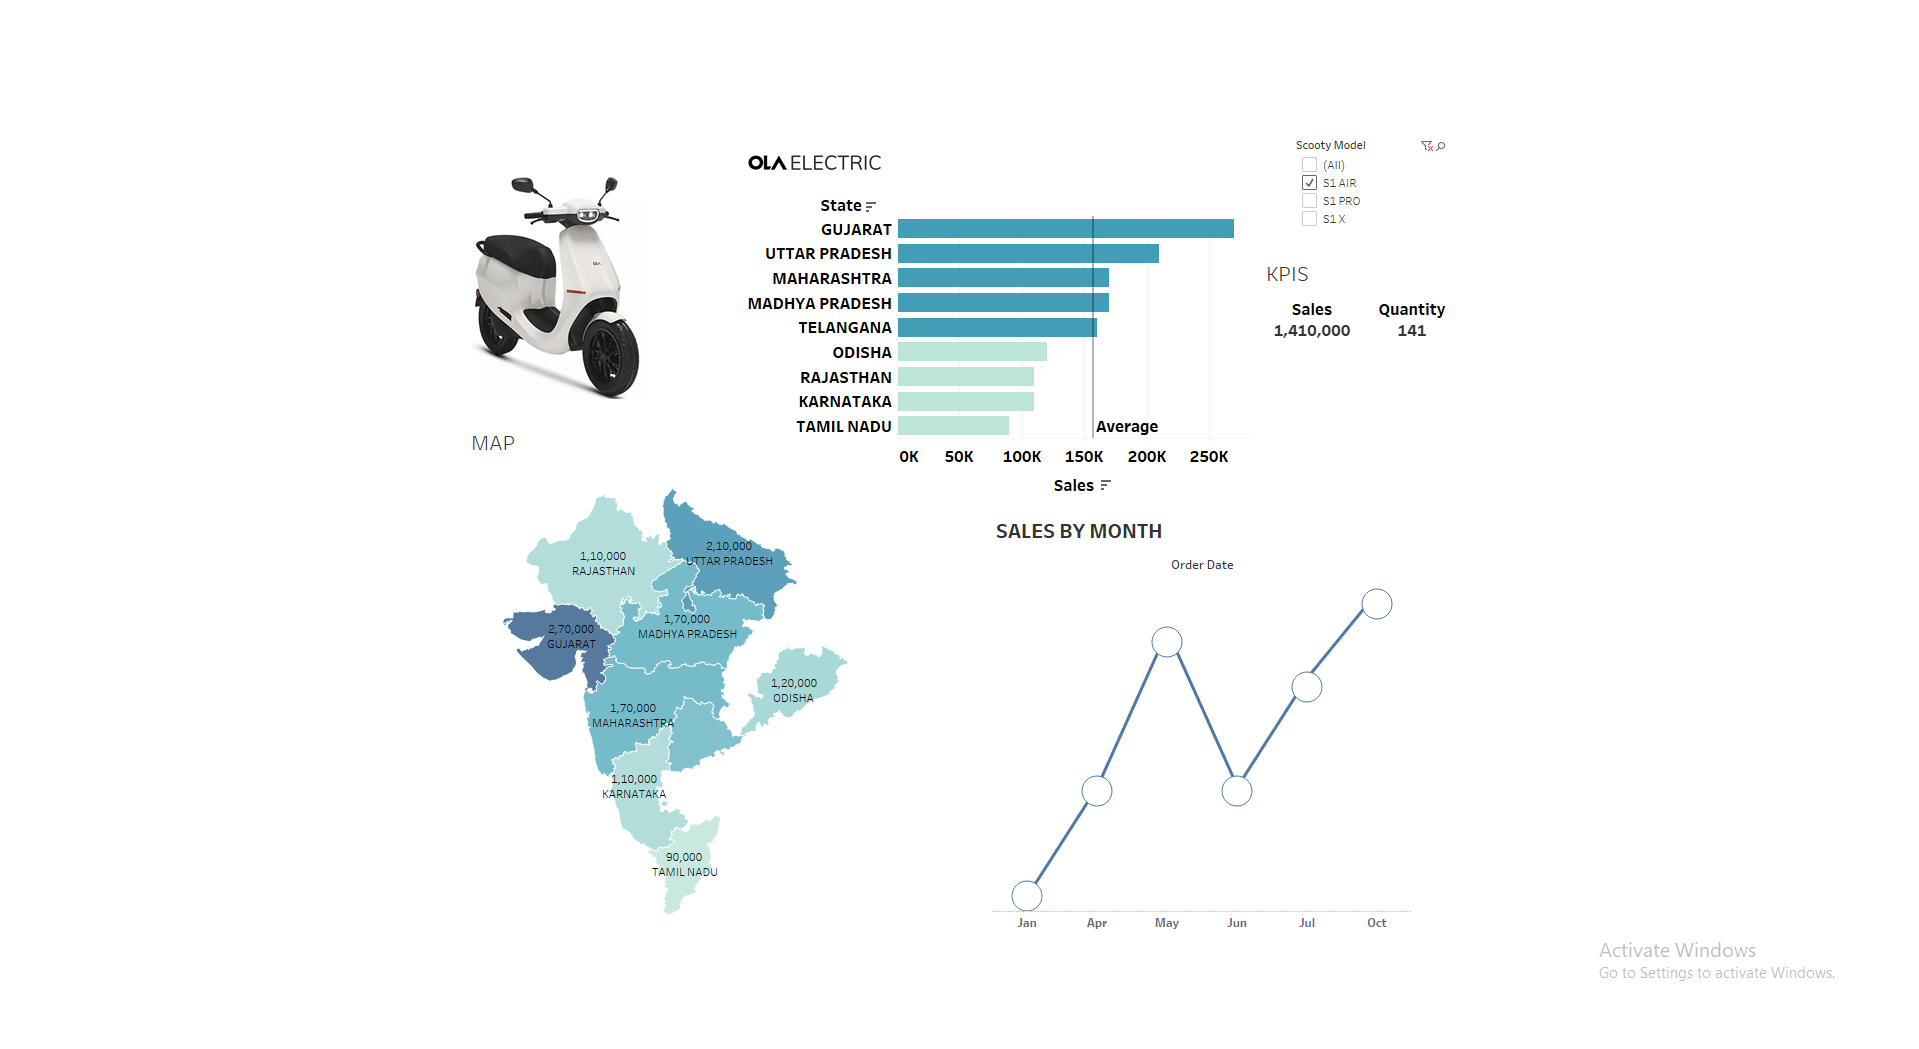 OLA ELECTRIC
Scooty Model
(All)
S1 AIR
S1 PRO
S1 X
State
GUJARAT
UTTAR PRADESH
MAHARASHTRA
MADHYA PRADESH
TELANGANA
ODISHA
RAJASTHAN
KARNATAKA
TAMIL NADU
Average
0K 50K 100K 150K 200K 250K
Sales
KPIS
Sales Quantity
1,410,000 141
MAP
1,10,000
RAJASTHAN
2,10,000
UTTAR PRADESH
2,70,000
GUJARAT
1,70,000
MADHYA PRADESH
1,20,000
ODISHA
1,70,000
MAHARASHTRA
1,10,000
KARNATAKA
90,000
TAMIL NADU
SALES BY MONTH
Order Date
Jan Apr May Jun Jul Oct
Activate Windows
Go to Settings to activate Windows.